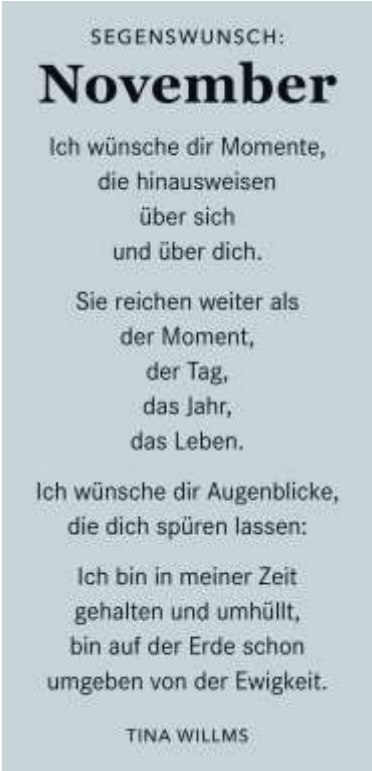 SEGENSWUNSCH:
November
Ich wünsche dir Momente,
die hinausweisen
über sich
und über dich.
Sie reichen weiter als
der Moment,
der Tag,
das Jahr,
das Leben.
Ich wünsche dir Augenblicke,
die dich spüren lassen:
Ich bin in meiner Zeit
gehalten und umhüllt,
bin auf der Erde schon
umgeben von der Ewigkeit.
TINA WILLMS